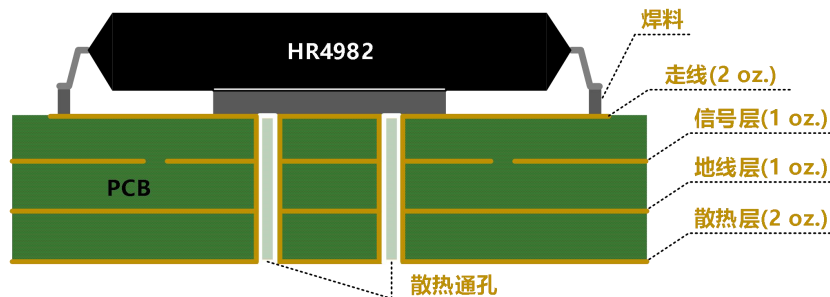 焊料
HR4982
走线(2 oz.)
信号层(1 oz.)
地线层(1 oz.)
PCB
散热层(2 oz.)
散热通孔